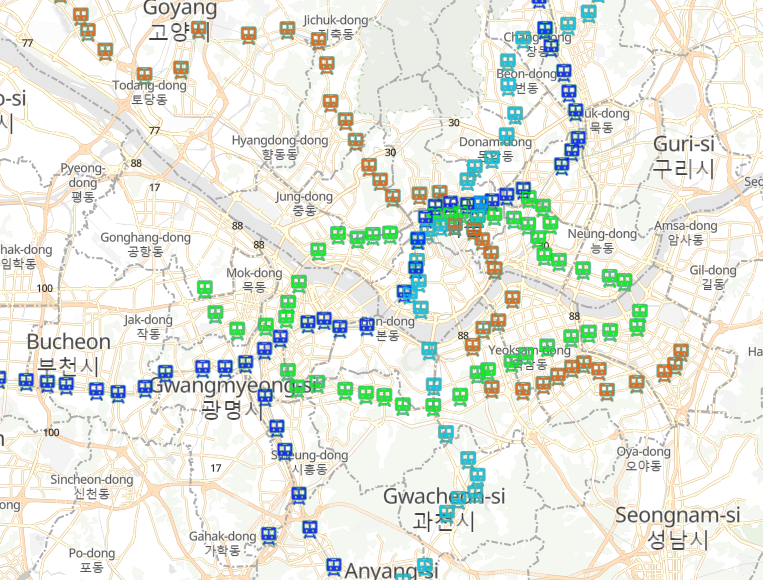 Goyang
고양시
Jichuk-dong
지축동
77
Todang-dong
토당동
Chang-dong
창동
Beon-dong
번동
uk-dong
묵동
o-si
시
77
30
Hyangdong-dong
향동동
30
Donam-dong
돈암동
Guri-si
구리시
88
Pyeong-
dong
평동
17
Jung-dong
중동
88
Gonghang-dong
공항동
88
Neung-dong
능동
Amsa-dong
암사동
hak-dong
임학동
Mok-dong
목동
Gil-dong
길동
100
Jak-dong
작동
n-dong
본동
88
88
Bucheon
부천시
Yeoksam-dong
Ha
Gwangmyeong-si
광명시
100
17
시흥동
Oya-dong
오야동
Sincheon-dong
신천동
Gwacheon-si
과천시
Seongnam-si
성남시
ong
Gahak-dong
가학동
Po-dong
포동
Anyang-si